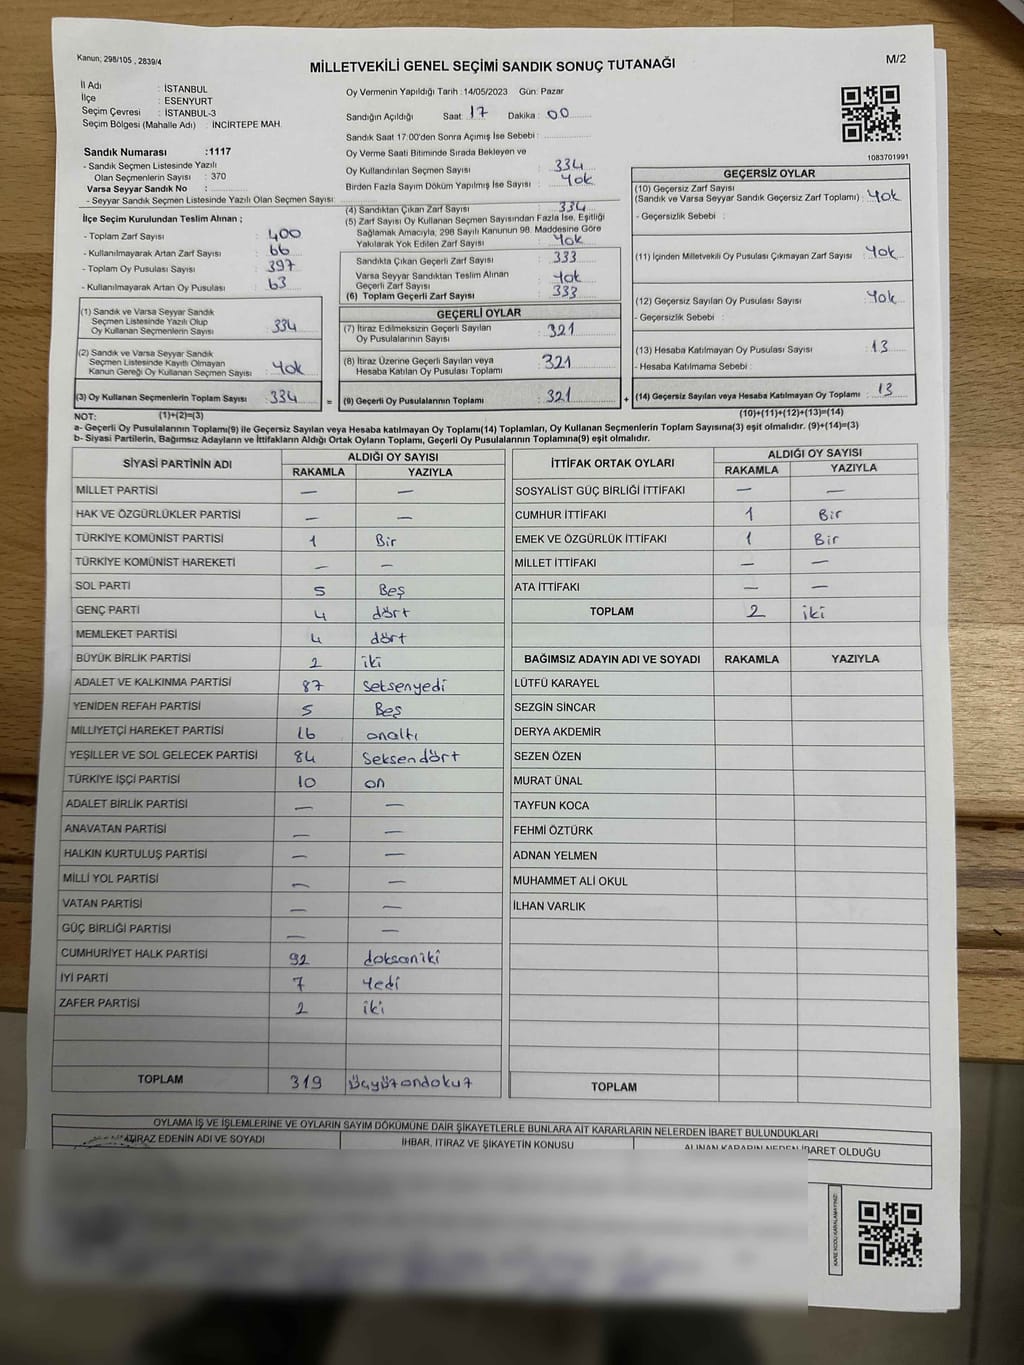 Kanun; 298/105 , 2839/4
MİLLETVEKİLİ GENEL SEÇİMİ SANDIK SONUÇ TUTANAĞI
M/2
İl Adı : İSTANBUL
İlçe : ESENYURT
Seçim Çevresi : İSTANBUL-3
Seçim Bölgesi (Mahalle Adı) : İNCİRTEPE MAH.
Sandık Numarası :1117
- Sandık Seçmen Listesinde Yazılı
Olan Seçmenlerin Sayısı : 370
Varsa Seyyar Sandık No :
- Seyyar Sandık Seçmen Listesinde Yazılı Olan Seçmen Sayısı:
İlçe Seçim Kurulundan Teslim Alınan ;
- Toplam Zarf Sayısı : 400
- Kullanılmayarak Artan Zarf Sayısı : 66
- Toplam Oy Pusulası Sayısı : 397
- Kullanılmayarak Artan Oy Pusulası : 63
(1) Sandık ve Varsa Seyyar Sandık
Seçmen Listesinde Yazılı Olup
Oy Kullanan Seçmenlerin Sayısı : 334
(2) Sandık ve Varsa Seyyar Sandık
Seçmen Listesinde Kayıtlı Olmayan
Kanun Gereği Oy Kullanan Seçmen Sayısı : Yok
(3) Oy Kullanan Seçmenlerin Toplam Sayısı : 334 =
Oy Vermenin Yapıldığı Tarih :14/05/2023 Gün: Pazar
Sandığın Açıldığı Saat : 17 Dakika : 00
Sandık Saat 17:00'den Sonra Açımış İse Sebebi :
Oy Verme Saati Bitiminde Sırada Bekleyen ve
Oy Kullandırılan Seçmen Sayısı : 334
Birden Fazla Sayım Döküm Yapılmış İse Sayısı : Yok
(4) Sandıktan Çıkan Zarf Sayısı : 334
(5) Zarf Sayısı Oy Kullanan Seçmen Sayısından Fazla İse, Eşitliği
Sağlamak Amacıyla, 298 Sayılı Kanunun 98. Maddesine Göre
Yakılarak Yok Edilen Zarf Sayısı : Yok
Sandıkta Çıkan Geçerli Zarf Sayısı : 333
Varsa Seyyar Sandıktan Teslim Alınan
Geçerli Zarf Sayısı : Yok
(6) Toplam Geçerli Zarf Sayısı : 333
GEÇERLİ OYLAR
(7) İtiraz Edilmeksizin Geçerli Sayılan
Oy Pusulalarının Sayısı : 321
(8) İtiraz Üzerine Geçerli Sayılan veya
Hesaba Katılan Oy Pusulası Toplamı : 321
(9) Geçerli Oy Pusulalarının Toplamı : 321 +
1083701991
GEÇERSİZ OYLAR
(10) Geçersiz Zarf Sayısı
(Sandık ve Varsa Seyyar Sandık Geçersiz Zarf Toplamı) : Yok
- Geçersizlik Sebebi :
(11) İçinden Milletvekili Oy Pusulası Çıkmayan Zarf Sayısı : Yok
(12) Geçersiz Sayılan Oy Pusulası Sayısı : Yok
- Geçersizlik Sebebi :
(13) Hesaba Katılmayan Oy Pusulası Sayısı : 13
- Hesaba Katılmama Sebebi :
(14) Geçersiz Sayılan veya Hesaba Katılmayan Oy Toplamı : 13
NOT: (1)+(2)=(3) (10)+(11)+(12)+(13)=(14)
a- Geçerli Oy Pusulalarının Toplamı(9) ile Geçersiz Sayılan veya Hesaba katılmayan Oy Toplamı(14) Toplamları, Oy Kullanan Seçmenlerin Toplam Sayısına(3) eşit olmalıdır. (9)+(14)=(3)
b- Siyasi Partilerin, Bağımsız Adayların ve İttifakların Aldığı Ortak Oyların Toplamı, Geçerli Oy Pusulalarının Toplamına(9) eşit olmalıdır.
SİYASİ PARTİNİN ADI ALDIĞI OY SAYISI
RAKAMLA YAZIYLA
MİLLET PARTİSİ — —
HAK VE ÖZGÜRLÜKLER PARTİSİ — —
TÜRKİYE KOMÜNİST PARTİSİ 1 Bir
TÜRKİYE KOMÜNİST HAREKETİ — —
SOL PARTİ 5 Beş
GENÇ PARTİ 4 dört
MEMLEKET PARTİSİ 4 dört
BÜYÜK BİRLİK PARTİSİ 2 iki
ADALET VE KALKINMA PARTİSİ 87 Seksenyedi
YENİDEN REFAH PARTİSİ 5 Beş
MİLLİYETÇİ HAREKET PARTİSİ 16 onaltı
YEŞİLLER VE SOL GELECEK PARTİSİ 84 Seksendört
TÜRKİYE İŞÇİ PARTİSİ 10 on
ADALET BİRLİK PARTİSİ — —
ANAVATAN PARTİSİ — —
HALKIN KURTULUŞ PARTİSİ — —
MİLLİ YOL PARTİSİ — —
VATAN PARTİSİ — —
GÜÇ BİRLİĞİ PARTİSİ — —
CUMHURİYET HALK PARTİSİ 92 doksaniki
İYİ PARTİ 7 Yedi
ZAFER PARTİSİ 2 iki
TOPLAM 319 üçyüzondokuz
İTTİFAK ORTAK OYLARI ALDIĞI OY SAYISI
RAKAMLA YAZIYLA
SOSYALİST GÜÇ BİRLİĞİ İTTİFAKI — —
CUMHUR İTTİFAKI 1 Bir
EMEK VE ÖZGÜRLÜK İTTİFAKI 1 Bir
MİLLET İTTİFAKI — —
ATA İTTİFAKI — —
TOPLAM 2 iki
BAĞIMSIZ ADAYIN ADI VE SOYADI RAKAMLA YAZIYLA
LÜTFÜ KARAYEL
SEZGİN SİNCAR
DERYA AKDEMİR
SEZEN ÖZEN
MURAT ÜNAL
TAYFUN KOCA
FEHMİ ÖZTÜRK
ADNAN YELMEN
MUHAMMET ALİ OKUL
İLHAN VARLIK
TOPLAM
OYLAMA İŞ VE İŞLEMLERİNE VE OYLARIN SAYIM DÖKÜMÜNE DAİR ŞİKAYETLERLE BUNLARA AİT KARARLARIN NELERDEN İBARET BULUNDUKLARI
İTİRAZ EDENİN ADI VE SOYADI İHBAR, İTİRAZ VE ŞİKAYETİN KONUSU ALINAN KARARIN NEDEN İBARET OLDUĞU
KARE KODU KARALAMAYINIZ!